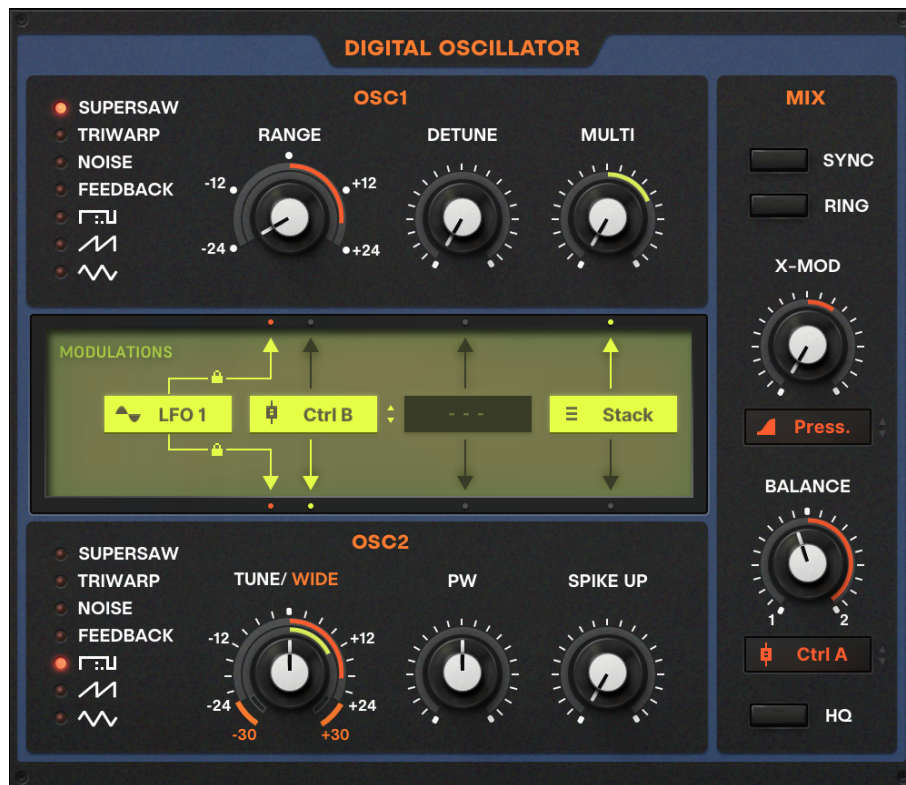 DIGITAL OSCILLATOR
OSC1
SUPERSAW
TRIWARP
NOISE
FEEDBACK
RANGE
-12
+12
-24
+24
DETUNE
MULTI
MODULATIONS
LFO 1
Ctrl B
- - -
Stack
OSC2
SUPERSAW
TRIWARP
NOISE
FEEDBACK
TUNE/ WIDE
-12
+12
-24
+24
-30
+30
PW
SPIKE UP
MIX
SYNC
RING
X-MOD
Press.
BALANCE
1
2
Ctrl A
HQ